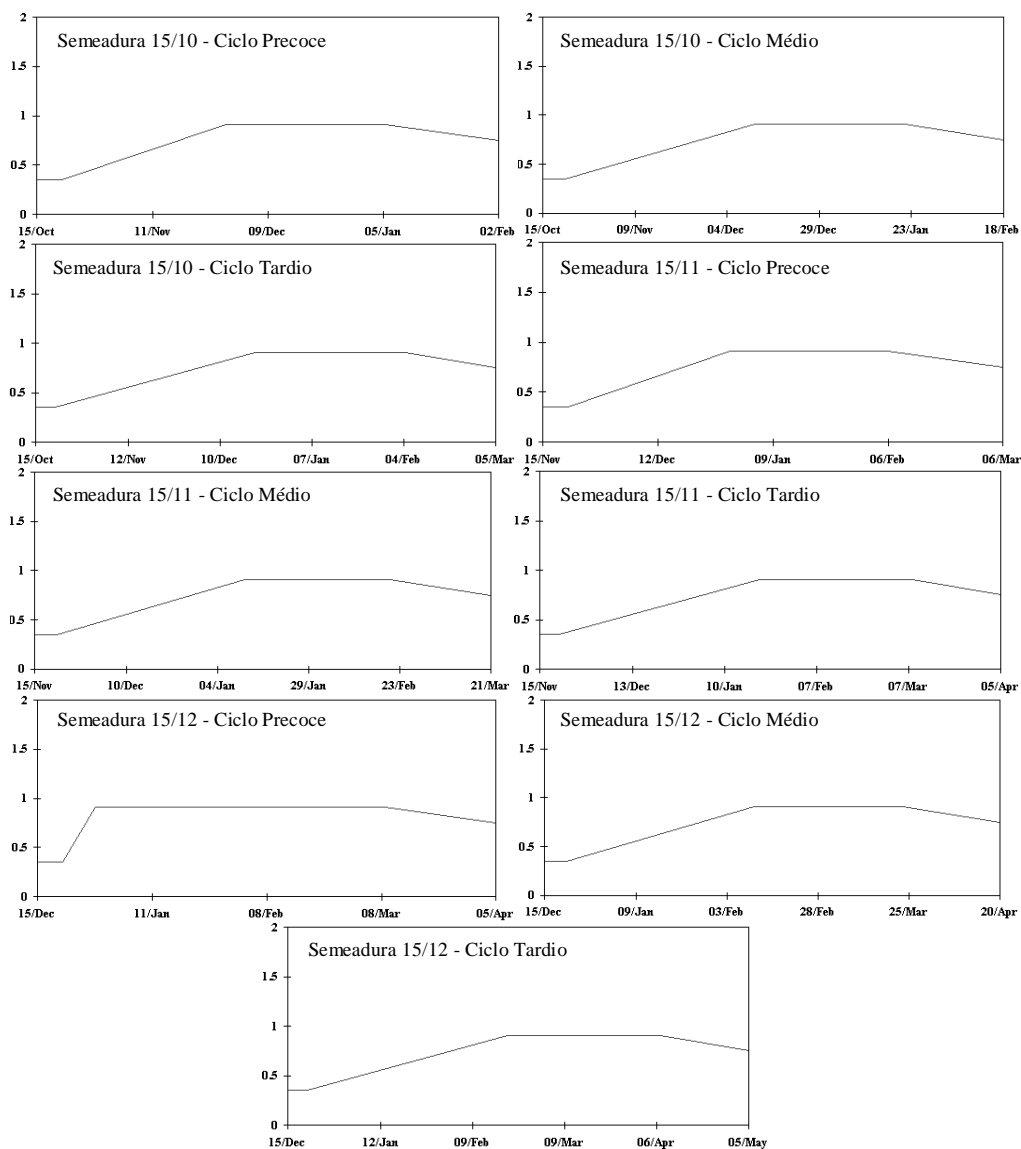 Semeadura 15/10 - Ciclo Precoce
2
1.5
1
0.5
0
15/Oct 11/Nov 09/Dec 05/Jan 02/Feb
Semeadura 15/10 - Ciclo Médio
2
1.5
1
0.5
0
15/Oct 09/Nov 04/Dec 29/Dec 23/Jan 18/Feb
Semeadura 15/10 - Ciclo Tardio
2
1.5
1
0.5
0
15/Oct 12/Nov 10/Dec 07/Jan 04/Feb 05/Mar
Semeadura 15/11 - Ciclo Precoce
2
1.5
1
0.5
0
15/Nov 12/Dec 09/Jan 06/Feb 06/Mar
Semeadura 15/11 - Ciclo Médio
2
1.5
1
0.5
0
15/Nov 10/Dec 04/Jan 29/Jan 23/Feb 21/Mar
Semeadura 15/11 - Ciclo Tardio
2
1.5
1
0.5
0
15/Nov 13/Dec 10/Jan 07/Feb 07/Mar 05/Apr
Semeadura 15/12 - Ciclo Precoce
2
1.5
1
0.5
0
15/Dec 11/Jan 08/Feb 08/Mar 05/Apr
Semeadura 15/12 - Ciclo Médio
2
1.5
1
0.5
0
15/Dec 09/Jan 03/Feb 28/Feb 25/Mar 20/Apr
Semeadura 15/12 - Ciclo Tardio
2
1.5
1
0.5
0
15/Dec 12/Jan 09/Feb 09/Mar 06/Apr 05/May